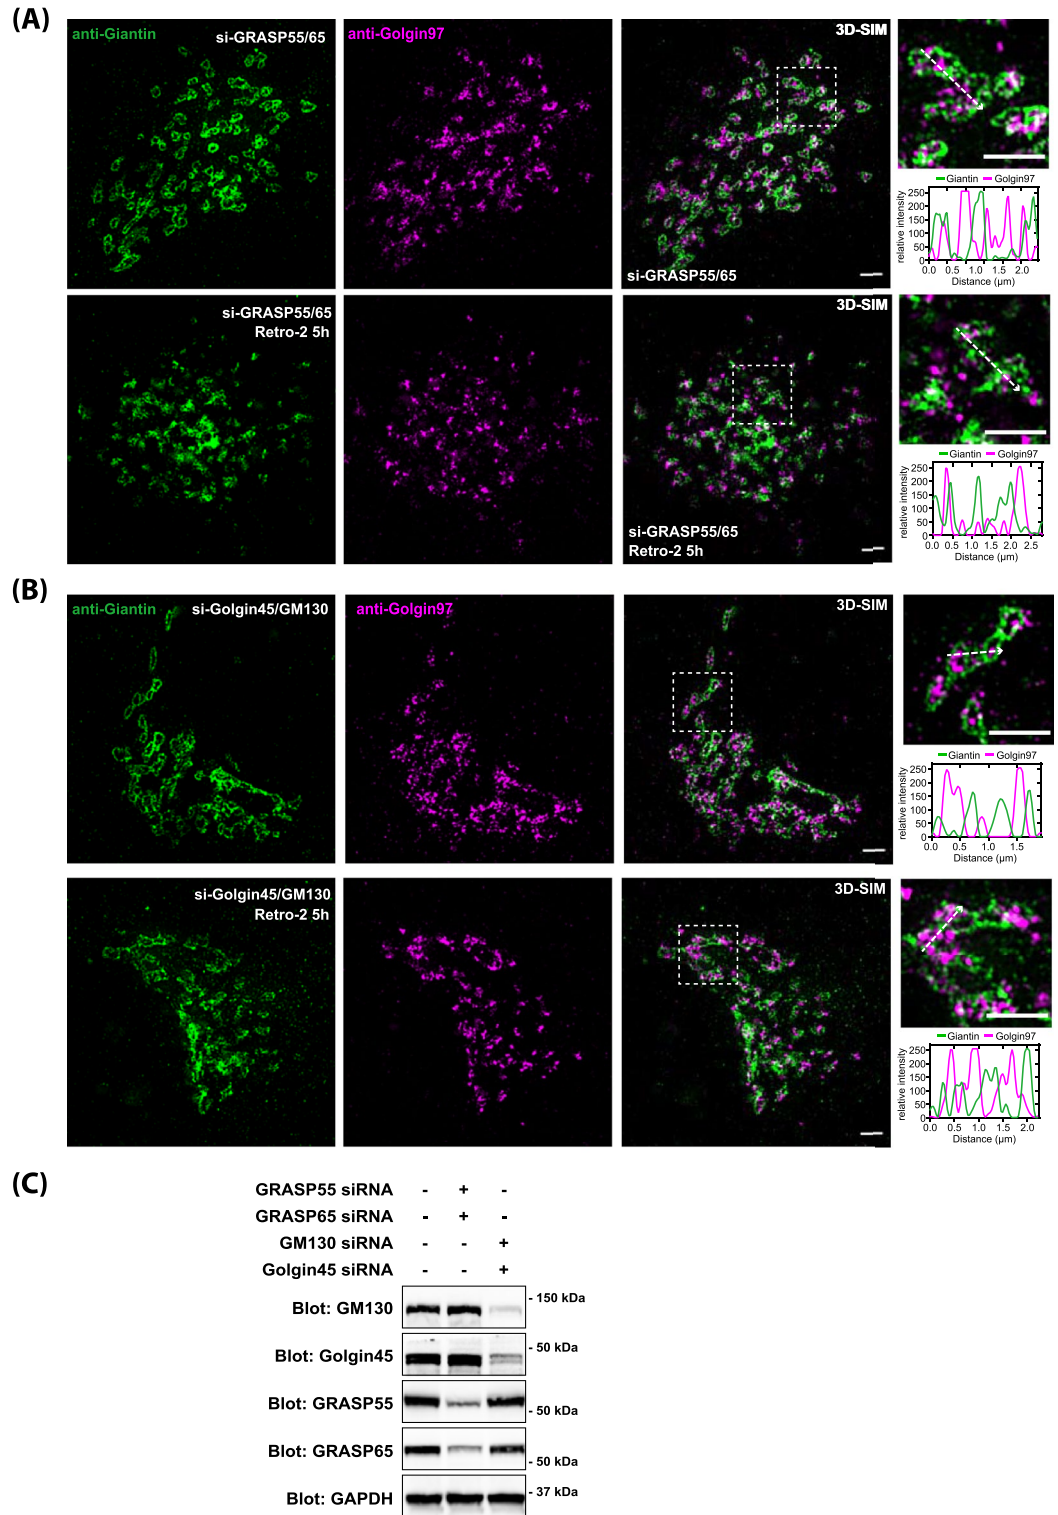 (A)
anti-Giantin
si-GRASP55/65
anti-Golgin97
3D-SIM
si-GRASP55/65
Giantin Golgin97
relative intensity
250
200
150
100
50
0
0.0 0.5 1.0 1.5 2.0
Distance (µm)
si-GRASP55/65
Retro-2 5h
3D-SIM
si-GRASP55/65
Retro-2 5h
Giantin Golgin97
relative intensity
250
200
150
100
50
0
0.0 0.5 1.0 1.5 2.0 2.5
Distance (µm)
(B)
anti-Giantin
si-Golgin45/GM130
anti-Golgin97
3D-SIM
Giantin Golgin97
relative intensity
250
200
150
100
50
0
0.0 0.5 1.0 1.5
Distance (µm)
si-Golgin45/GM130
Retro-2 5h
3D-SIM
Giantin Golgin97
relative intensity
250
200
150
100
50
0
0.0 0.5 1.0 1.5 2.0
Distance (µm)
(C)
GRASP55 siRNA - + -
GRASP65 siRNA - + -
GM130 siRNA - - +
Golgin45 siRNA - - +
Blot: GM130 - 150 kDa
Blot: Golgin45 - 50 kDa
Blot: GRASP55 - 50 kDa
Blot: GRASP65 - 50 kDa
Blot: GAPDH - 37 kDa